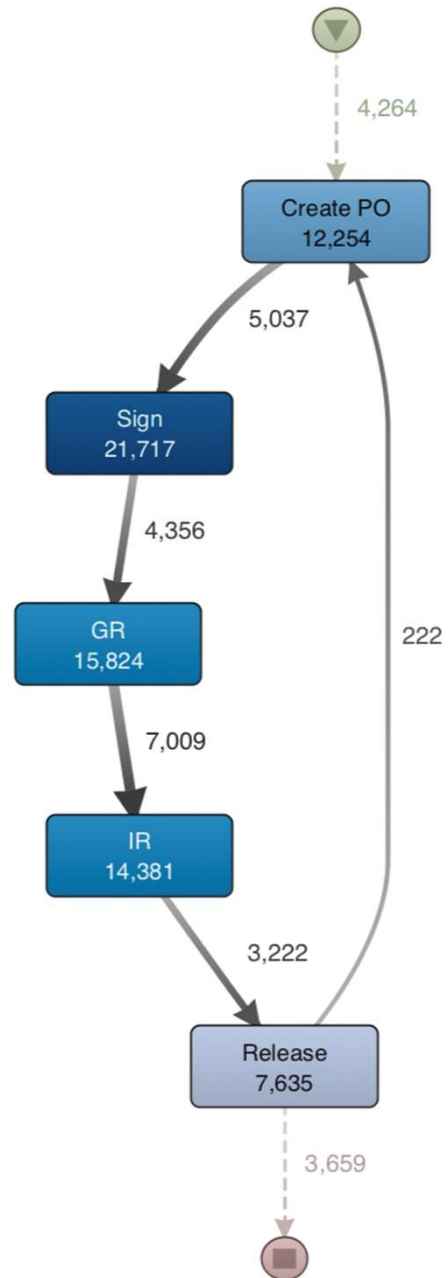 4,264
Create PO
12,254
5,037
Sign
21,717
4,356
GR
15,824
222
7,009
IR
14,381
3,222
Release
7,635
3,659